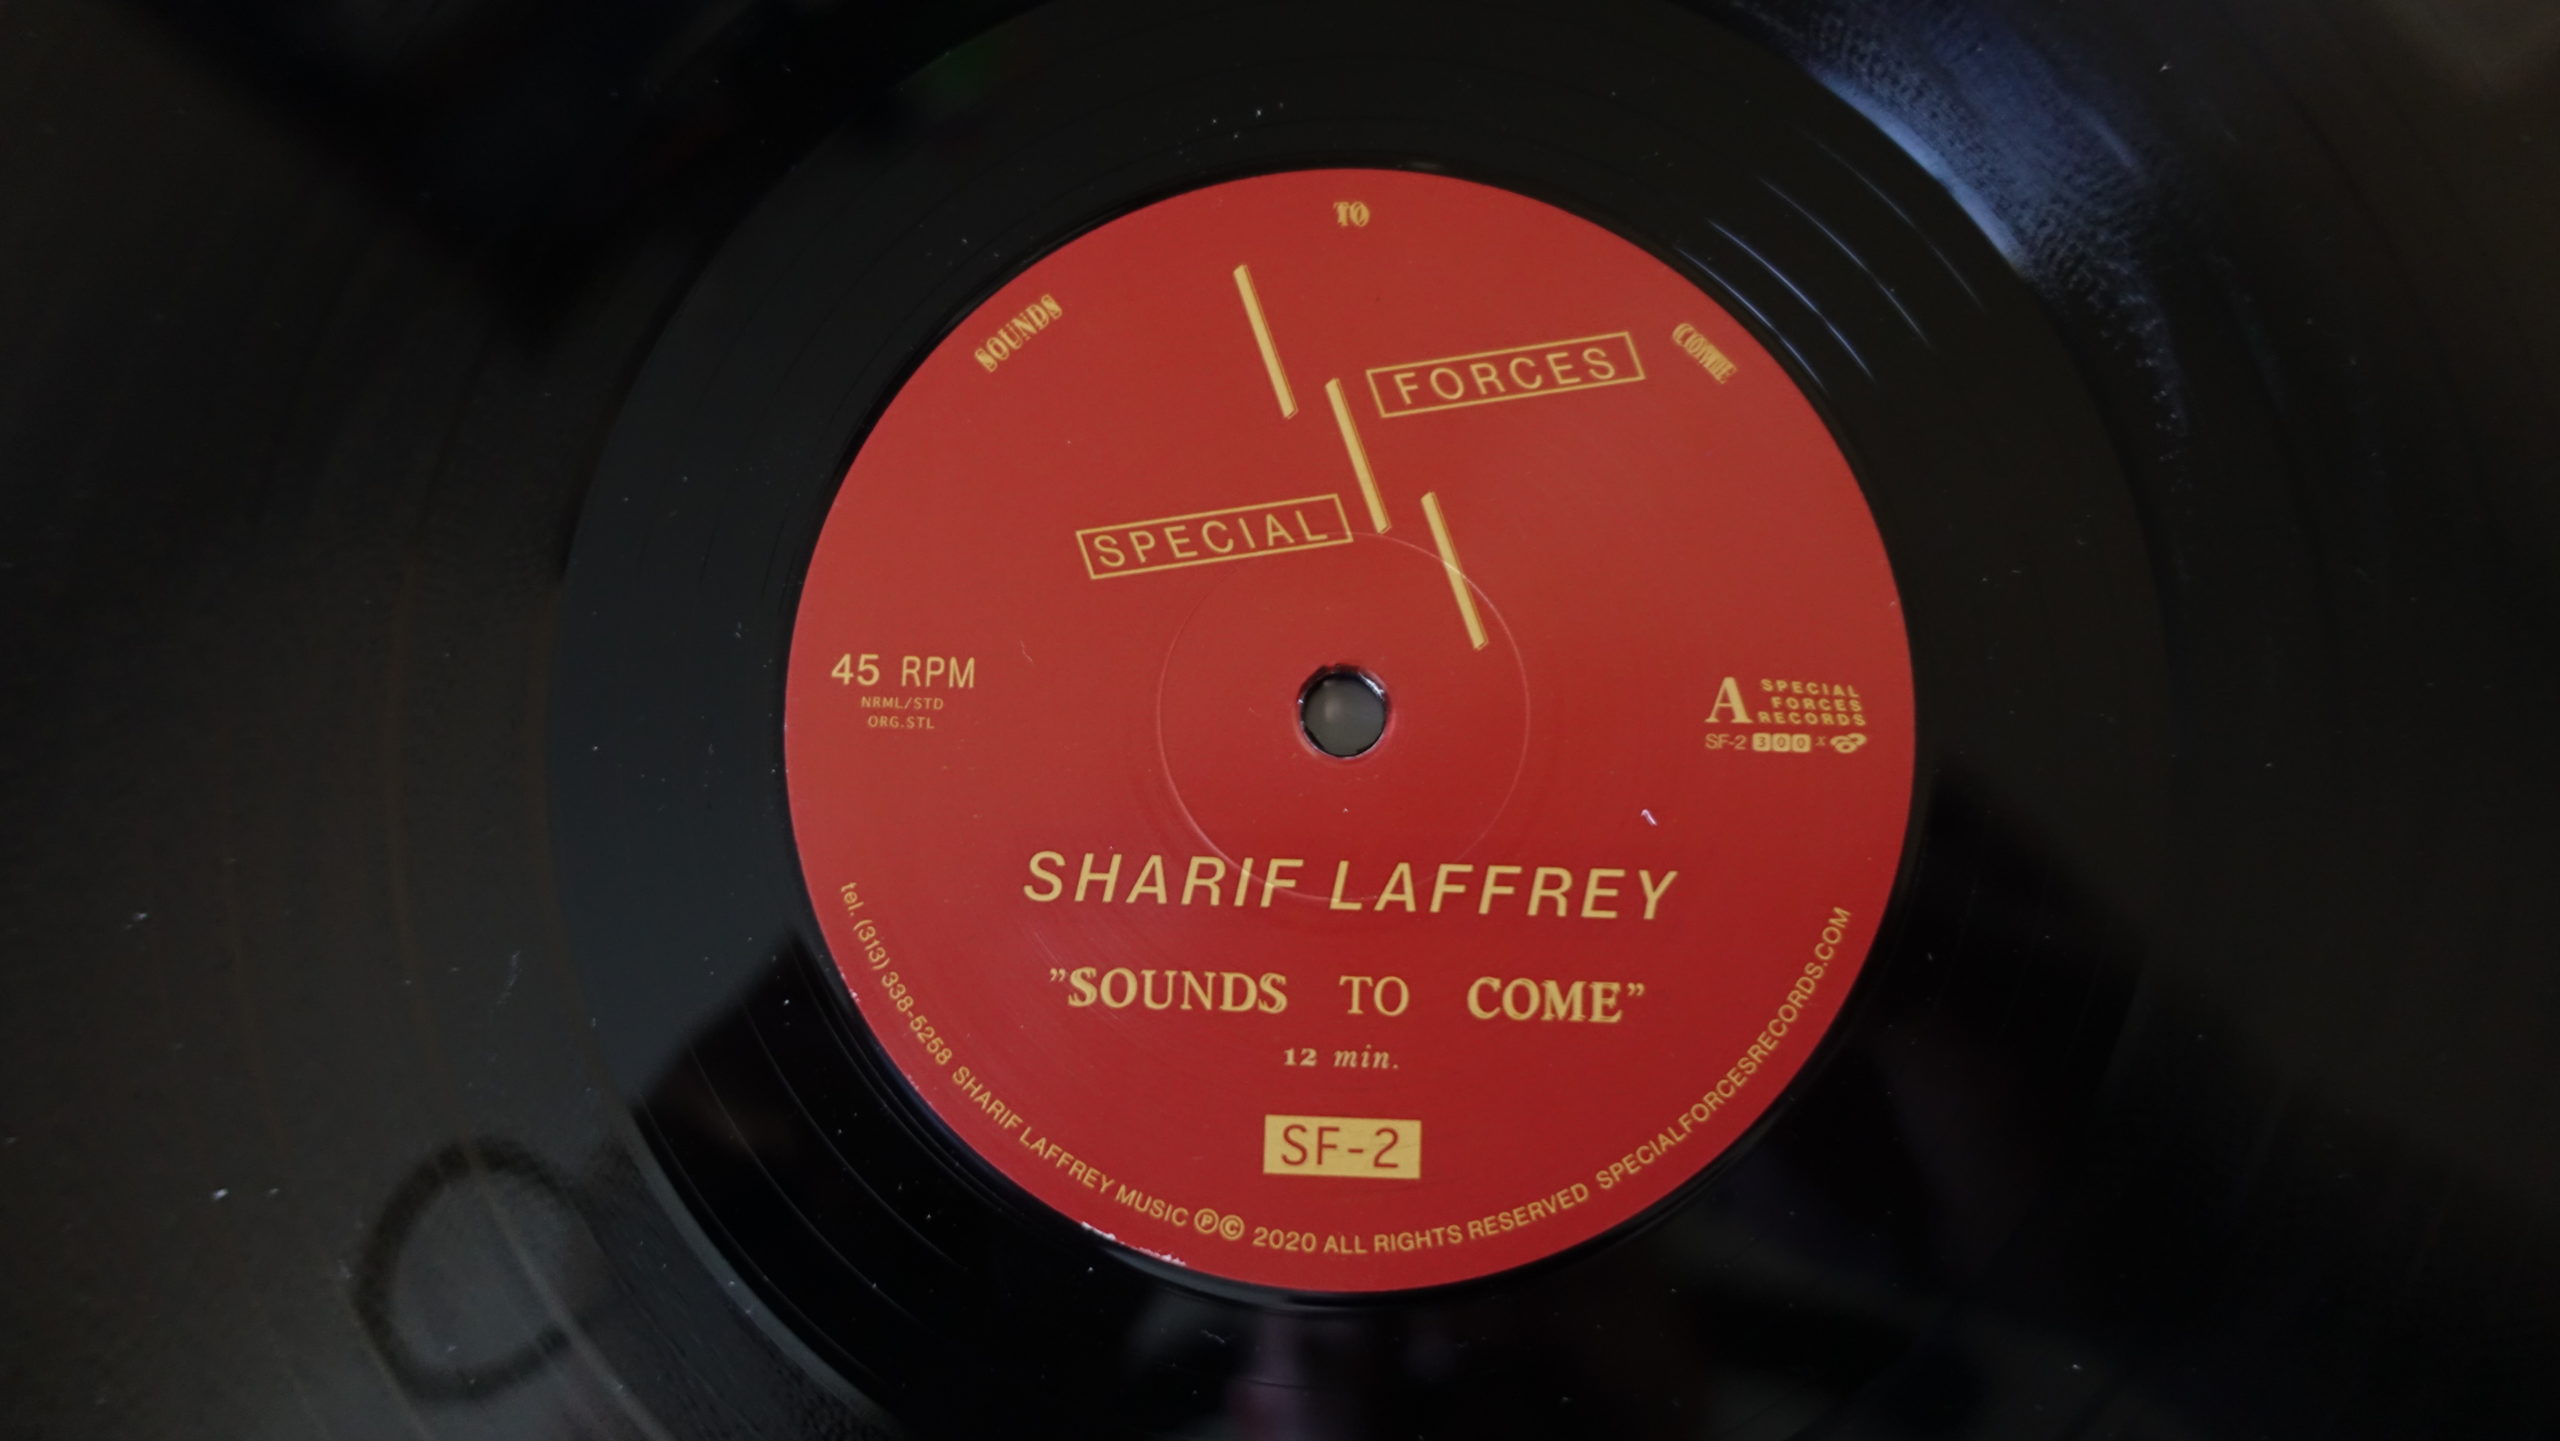 SOUNDS TO COME
FORCES
SPECIAL
45 RPM
NRML/STD
ORG.STL
A SPECIAL
FORCES
RECORDS
SF-2 300 x
SHARIF LAFFREY
"SOUNDS TO COME"
12 min.
SF-2
tel. (313) 338-5258 SHARIF LAFFREY MUSIC ℗© 2020 ALL RIGHTS RESERVED SPECIALFORCESRECORDS.COM